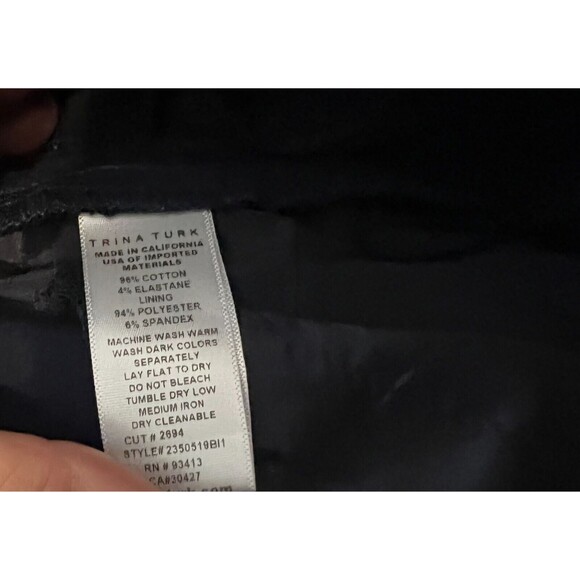 TRINA TURK
MADE IN CALIFORNIA
USA OF IMPORTED
MATERIALS
96% COTTON
4% ELASTANE
LINING
94% POLYESTER
6% SPANDEX
MACHINE WASH WARM
WASH DARK COLORS
SEPARATELY
LAY FLAT TO DRY
DO NOT BLEACH
TUMBLE DRY LOW
MEDIUM IRON
DRY CLEANABLE
CUT # 2694
STYLE# 2350519BI1
RN # 93413
CA#30427